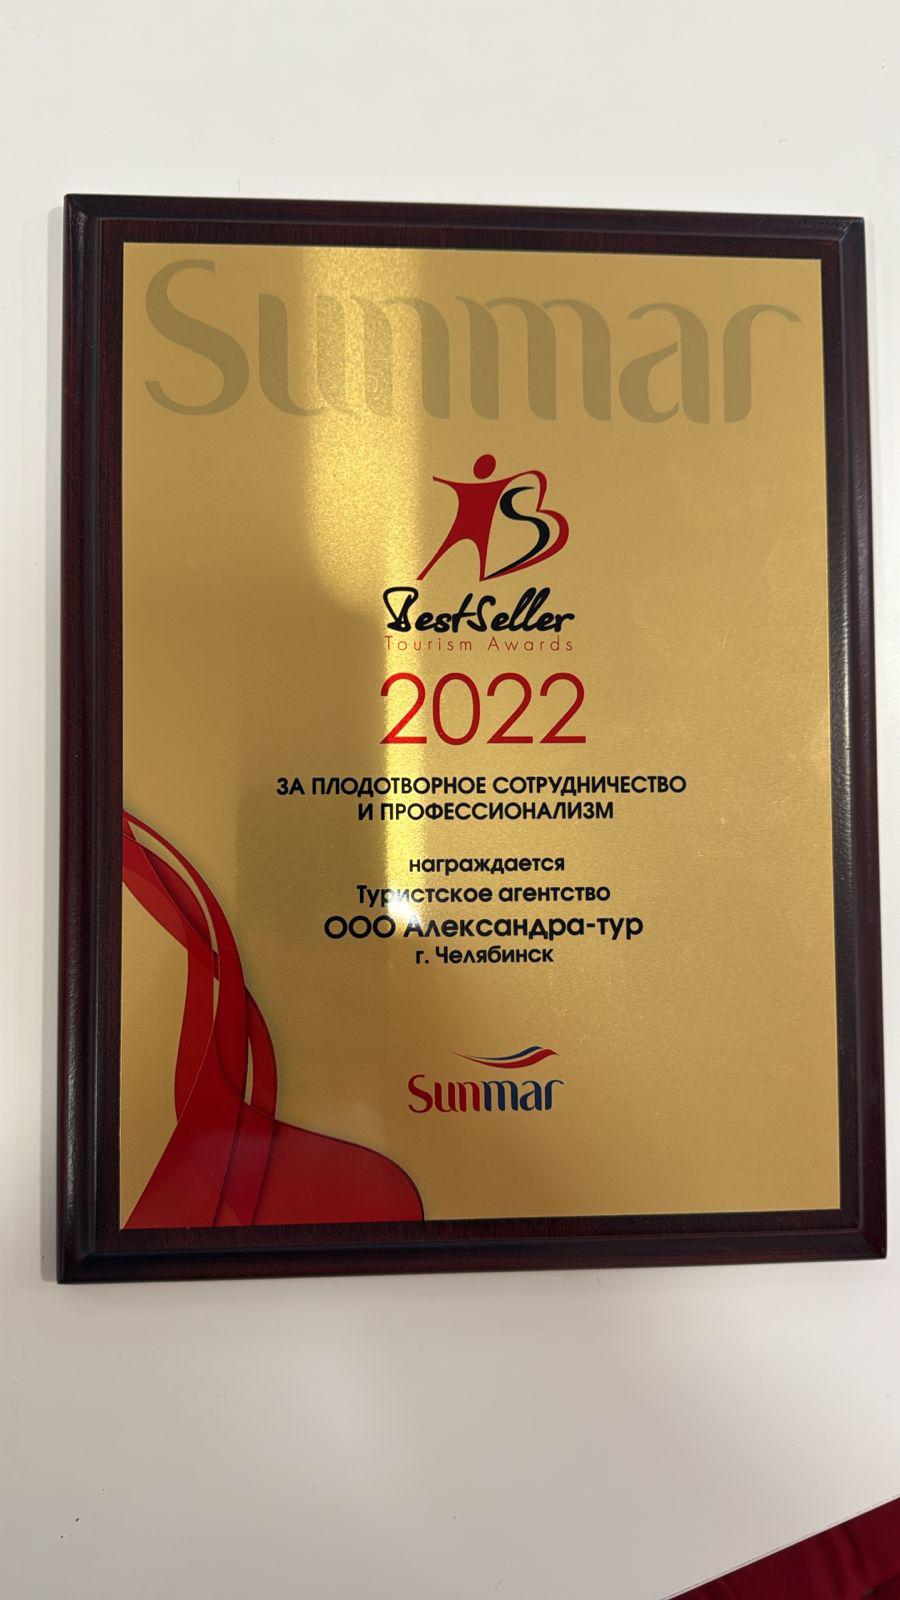 Sunmar
BestSeller
Tourism Awards
2022
ЗА ПЛОДОТВОРНОЕ СОТРУДНИЧЕСТВО
И ПРОФЕССИОНАЛИЗМ
награждается
Туристское агентство
ООО Александра-тур
г. Челябинск
Sunmar